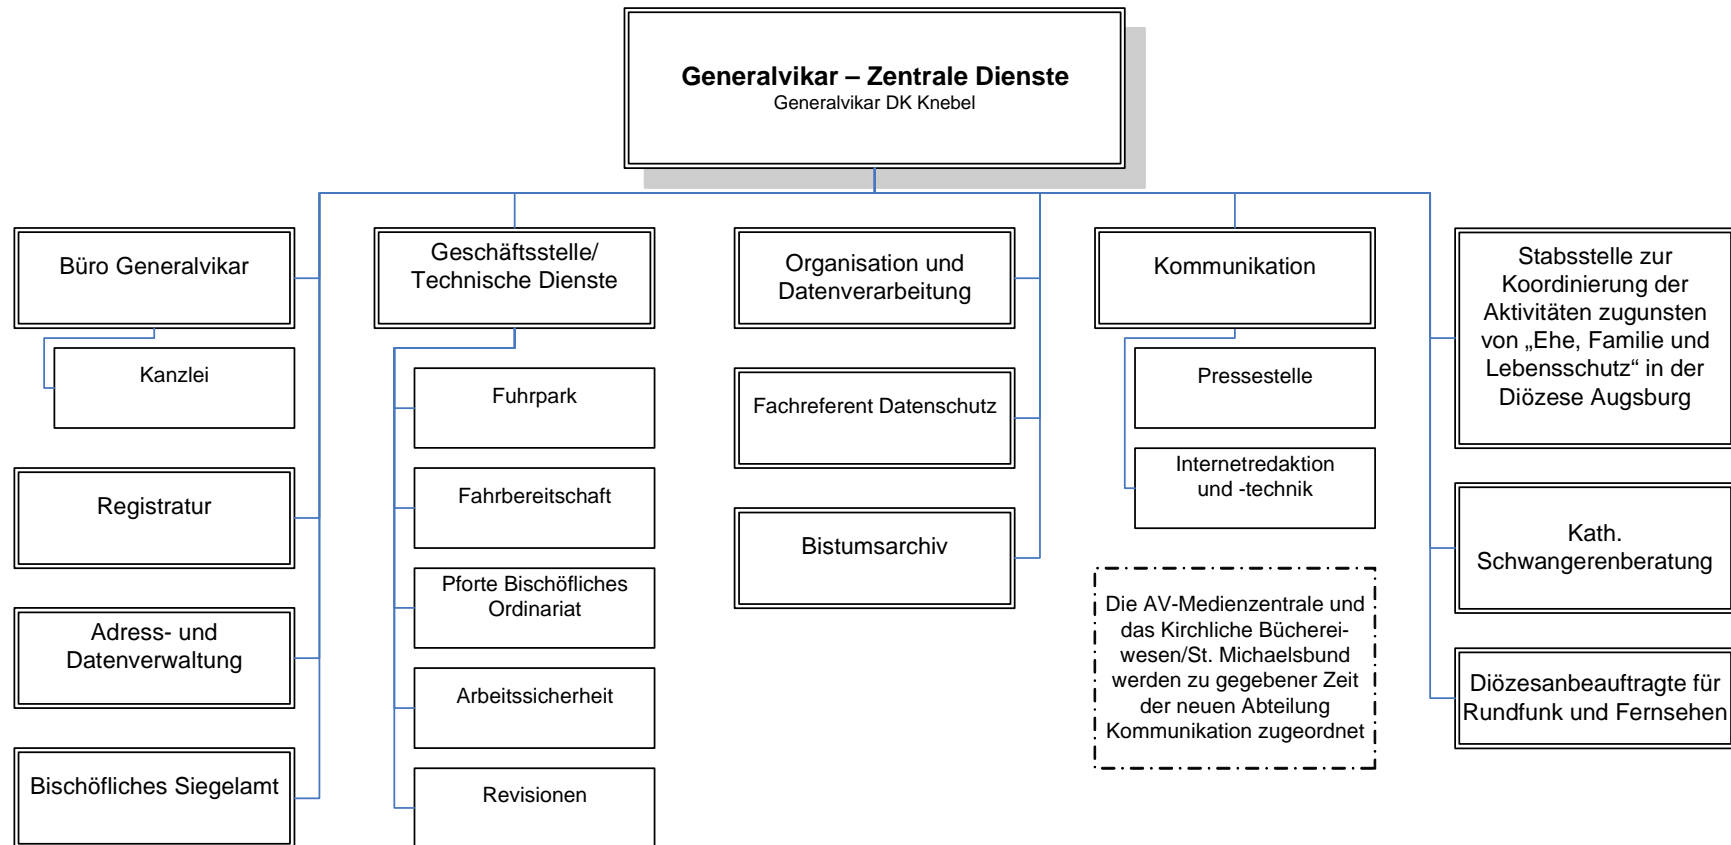 Generalvikar – Zentrale Dienste
Generalvikar DK Knebel
Büro Generalvikar
Kanzlei
Registratur
Adress- und
Datenverwaltung
Bischöfliches Siegelamt
Geschäftsstelle/
Technische Dienste
Fuhrpark
Fahrbereitschaft
Pforte Bischöfliches
Ordinariat
Arbeitssicherheit
Revisionen
Organisation und
Datenverarbeitung
Fachreferent Datenschutz
Bistumsarchiv
Kommunikation
Pressestelle
Internetredaktion
und -technik
Die AV-Medienzentrale und
das Kirchliche Bücherei-
wesen/St. Michaelsbund
werden zu gegebener Zeit
der neuen Abteilung
Kommunikation zugeordnet
Stabsstelle zur
Koordinierung der
Aktivitäten zugunsten
von „Ehe, Familie und
Lebensschutz“ in der
Diözese Augsburg
Kath.
Schwangerenberatung
Diözesanbeauftragte für
Rundfunk und Fernsehen